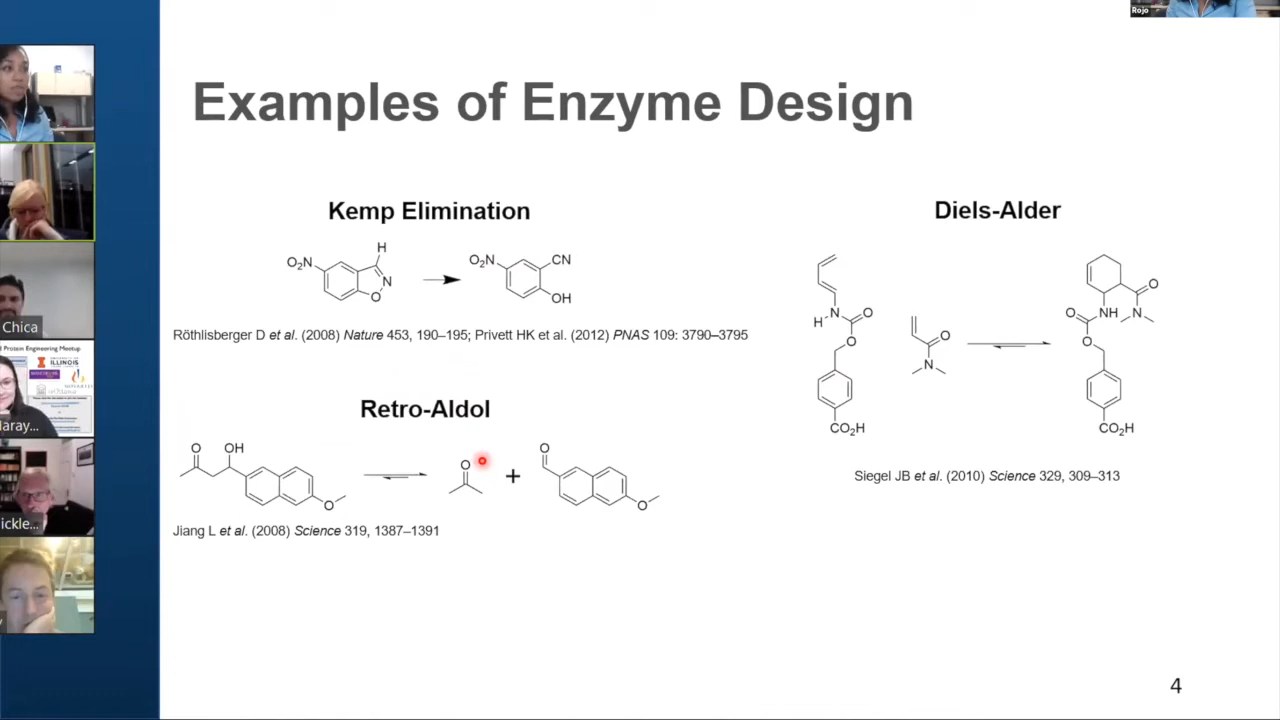 Rojo
Examples of Enzyme Design
Kemp Elimination
Diels-Alder
H
O₂N
N
O
O₂N
CN
OH
Röthlisberger D et al. (2008) Nature 453, 190–195; Privett HK et al. (2012) PNAS 109: 3790–3795
H
N
O
O
O
N
CO₂H
O
O
NH
N
O
CO₂H
Siegel JB et al. (2010) Science 329, 309–313
Retro-Aldol
O
OH
O
O
+
O
O
Jiang L et al. (2008) Science 319, 1387–1391
Chica
Protein Engineering Meetup
ILLINOIS
laray...
ickle...
4